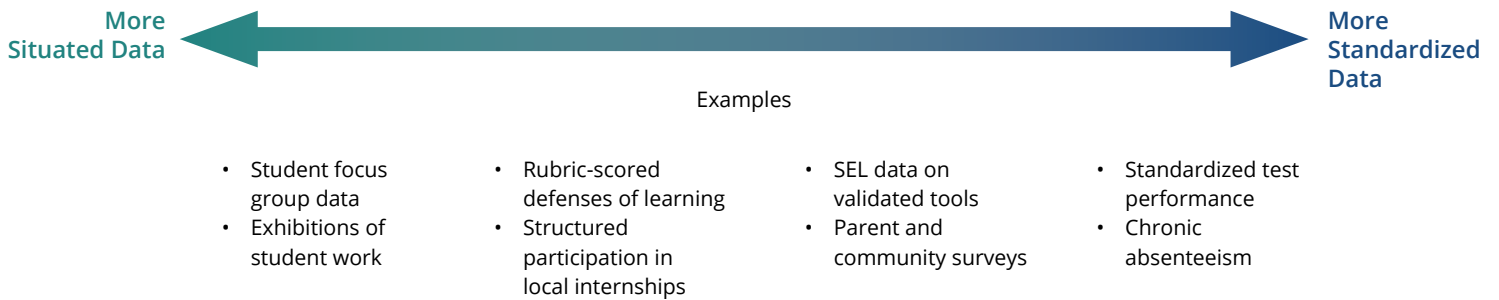 More
Situated Data
More
Standardized
Data
Examples
• Student focus
group data
• Exhibitions of
student work
• Rubric-scored
defenses of learning
• Structured
participation in
local internships
• SEL data on
validated tools
• Parent and
community surveys
• Standardized test
performance
• Chronic
absenteeism